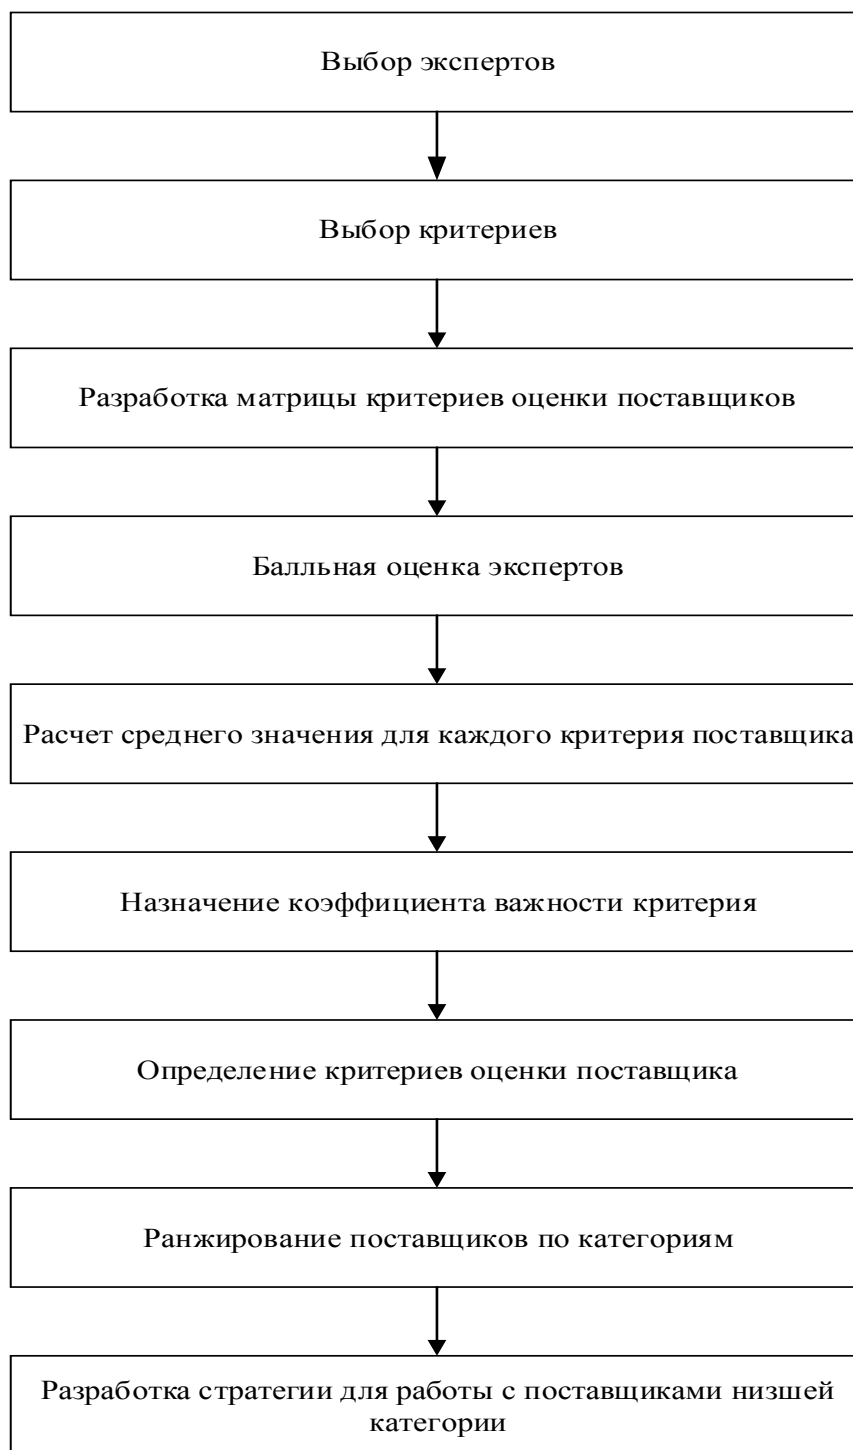 Выбор экспертов
Выбор критериев
Разработка матрицы критериев оценки поставщиков
Балльная оценка экспертов
Расчет среднего значения для каждого критерия поставщика
Назначение коэффициента важности критерия
Определение критериев оценки поставщика
Ранжирование поставщиков по категориям
Разработка стратегии для работы с поставщиками низшей
категории